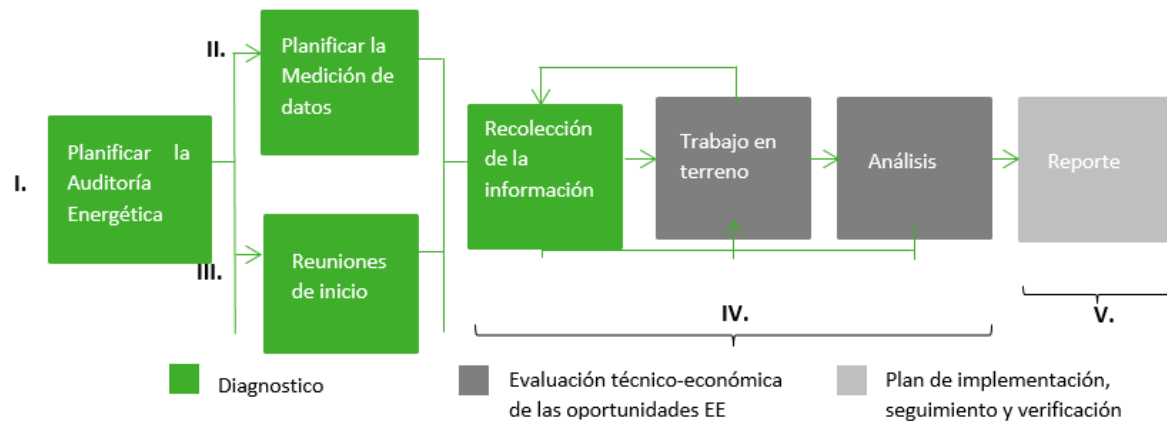 I.
Planificar la
Auditoría
Energética
II.
Planificar la
Medición de
datos
III.
Reuniones
de inicio
Recolección
de la
información
Trabajo en
terreno
Análisis
Reporte
IV.
V.
Diagnostico
Evaluación técnico-económica
de las oportunidades EE
Plan de implementación,
seguimiento y verificación